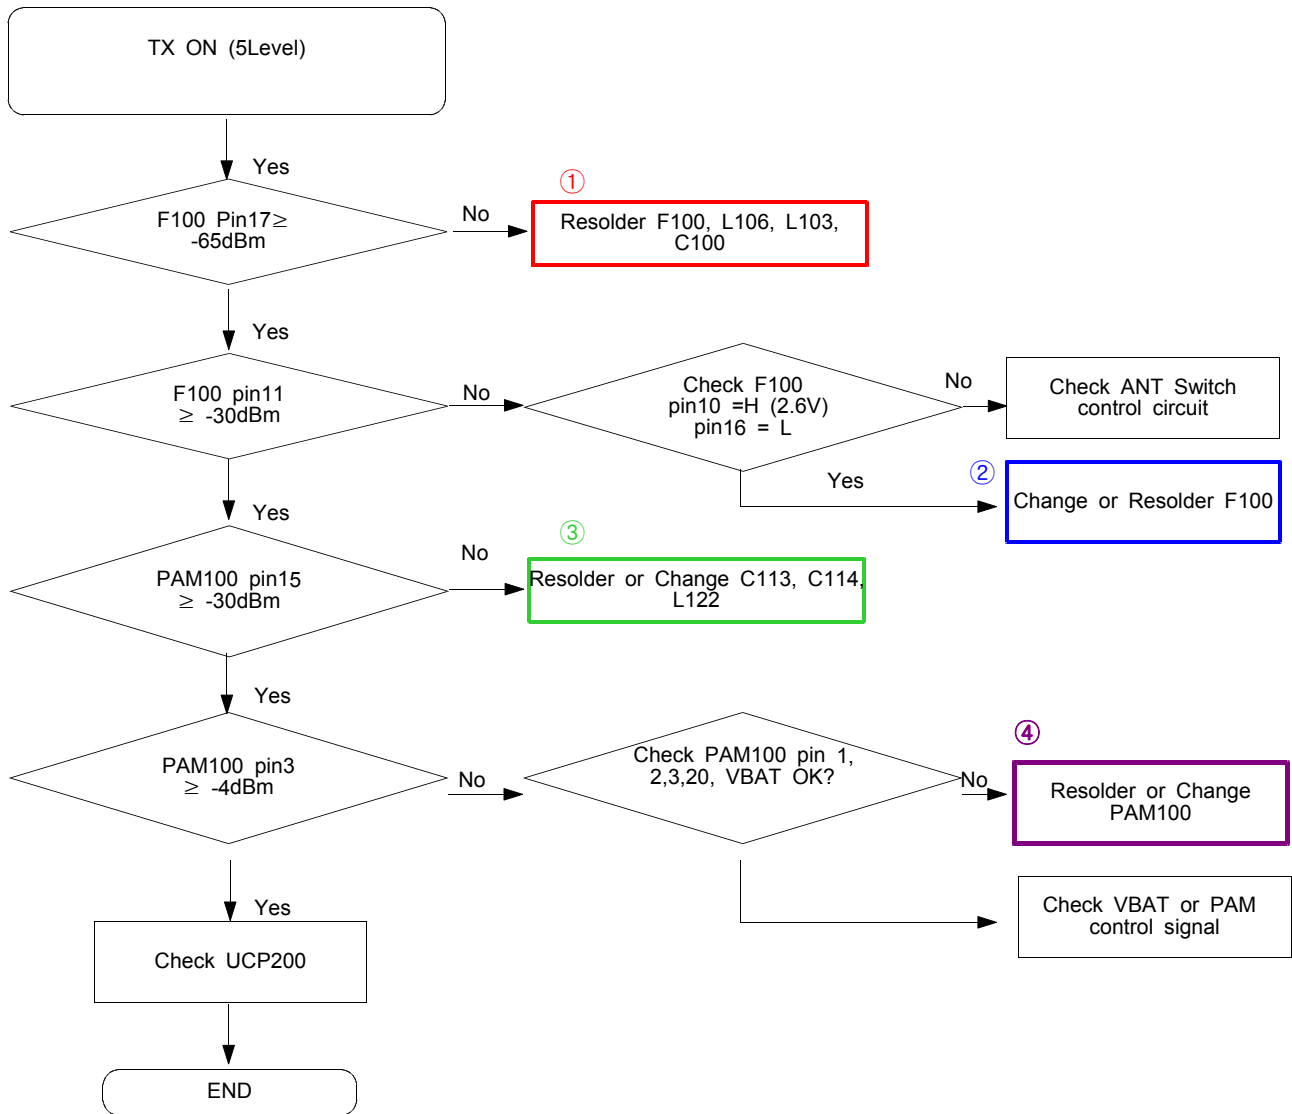 TX ON (5Level)
Yes
①
F100 Pin17≥
-65dBm
No
Resolder F100, L106, L103,
C100
Yes
F100 pin11
≥ -30dBm
No
Check F100
pin10 =H (2.6V)
pin16 = L
No
Check ANT Switch
control circuit
Yes
②
Change or Resolder F100
Yes
PAM100 pin15
≥ -30dBm
No
③
Resolder or Change C113, C114,
L122
Yes
PAM100 pin3
≥ -4dBm
No
Check PAM100 pin 1,
2,3,20, VBAT OK?
No
④
Resolder or Change
PAM100
Check VBAT or PAM
control signal
Yes
Check UCP200
END